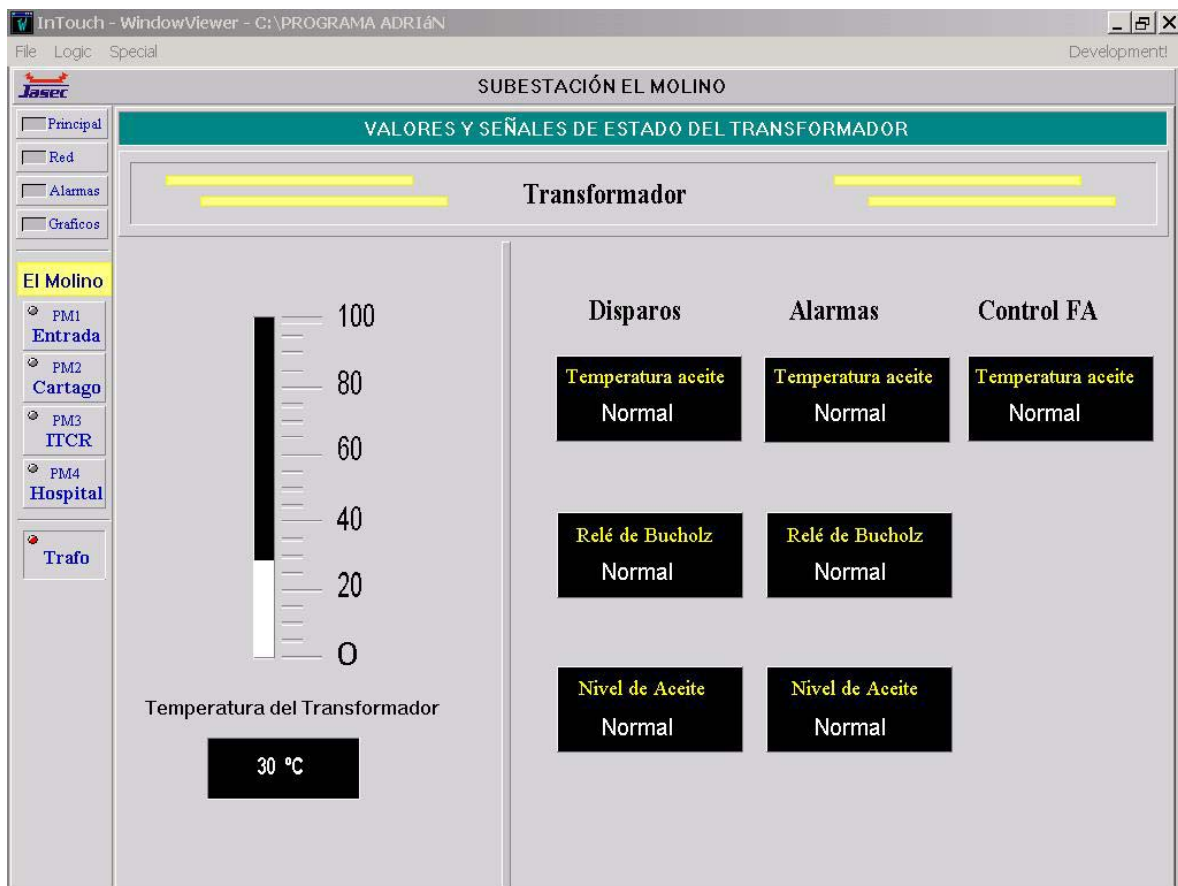 InTouch - WindowViewer - C:\PROGRAMA ADRIáN
File Logic Special Development!
Jasec
SUBESTACIÓN EL MOLINO
Principal
Red
Alarmas
Graficos
El Molino
PM1
Entrada
PM2
Cartago
PM3
ITCR
PM4
Hospital
Trafo
VALORES Y SEÑALES DE ESTADO DEL TRANSFORMADOR
Transformador
100
80
60
40
20
0
Temperatura del Transformador
30 ºC
Disparos Alarmas Control FA
Temperatura aceite Temperatura aceite Temperatura aceite
Normal Normal Normal
Relé de Bucholz Relé de Bucholz
Normal Normal
Nivel de Aceite Nivel de Aceite
Normal Normal